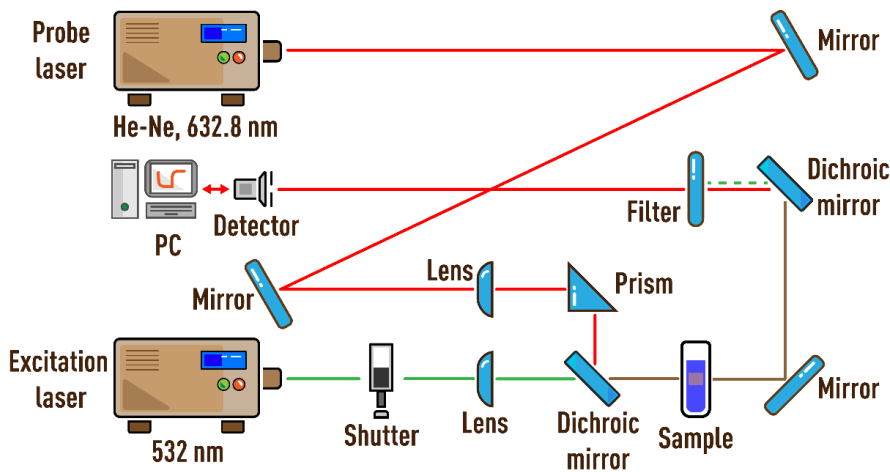 Probe
laser
He-Ne, 632.8 nm
Mirror
PC
Detector
Filter
Dichroic
mirror
Mirror
Lens
Prism
Excitation
laser
532 nm
Shutter
Lens
Dichroic
mirror
Sample
Mirror